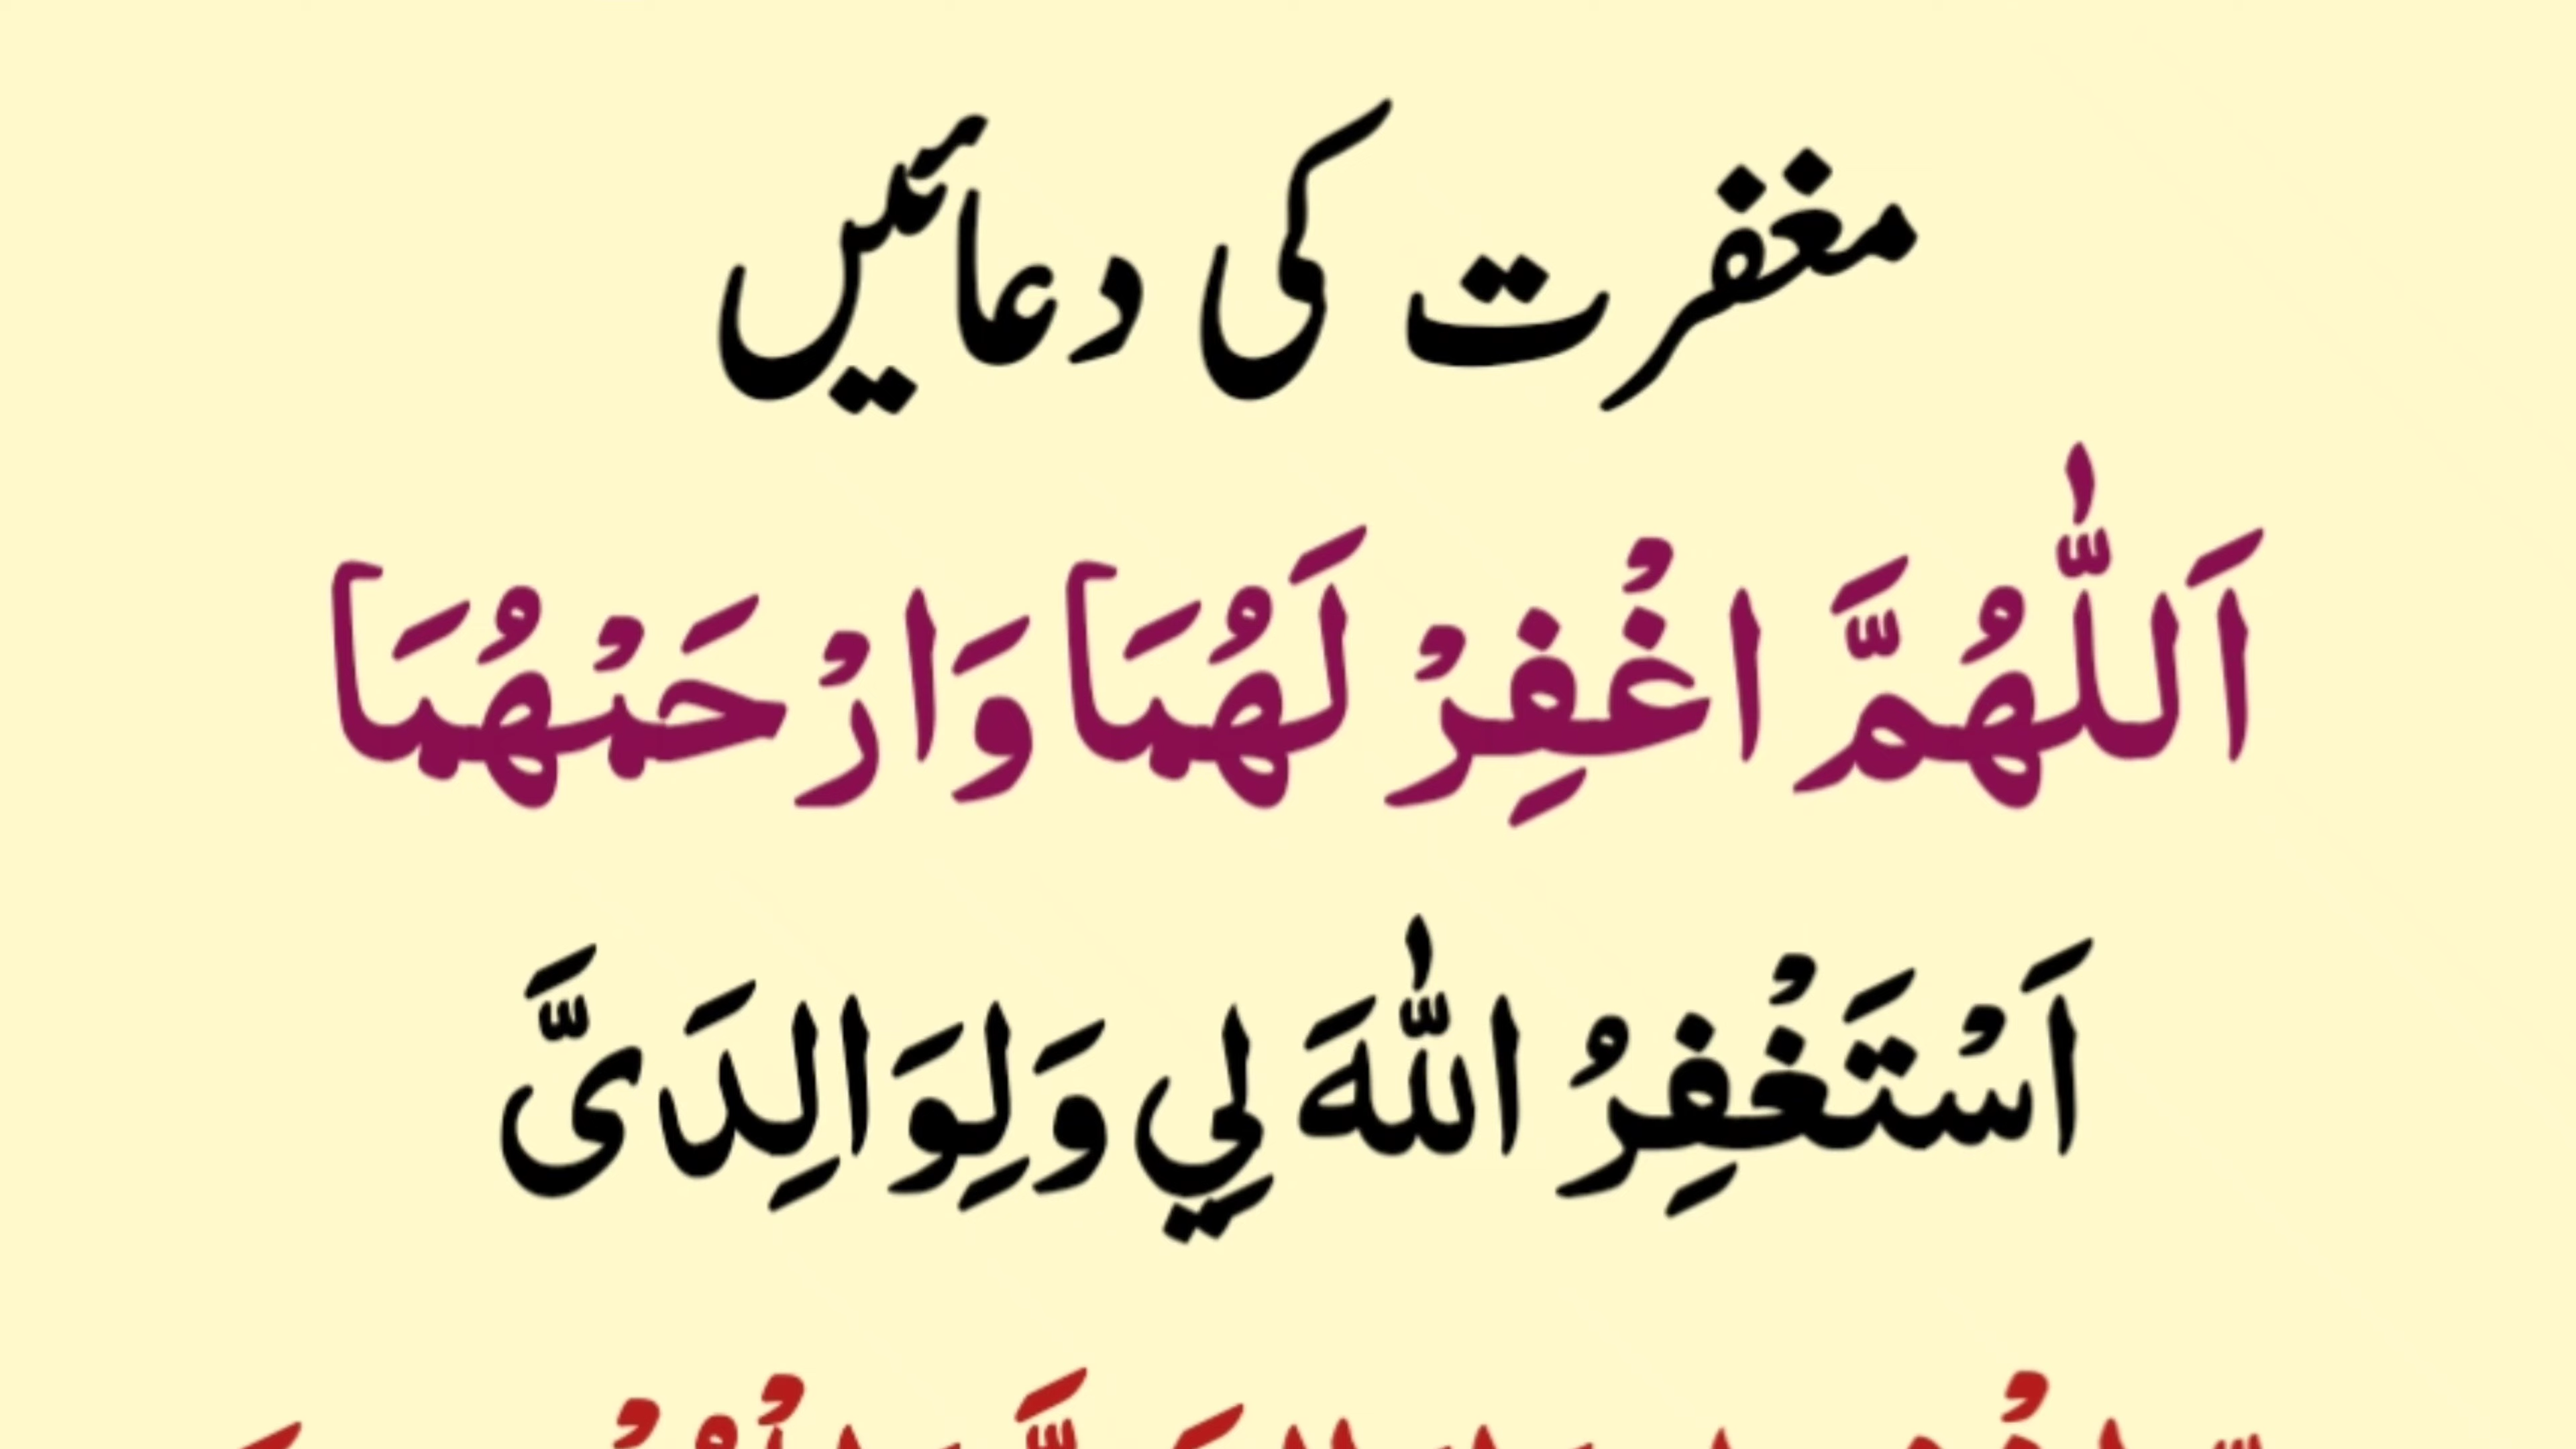 مغفرت کی دعائیں
اَللّٰهُمَّ اغْفِرْ لَهُمَا وَارْحَمْهُمَا
اَسْتَغْفِرُ اللّٰهَ لِي وَلِوَالِدَیَّ